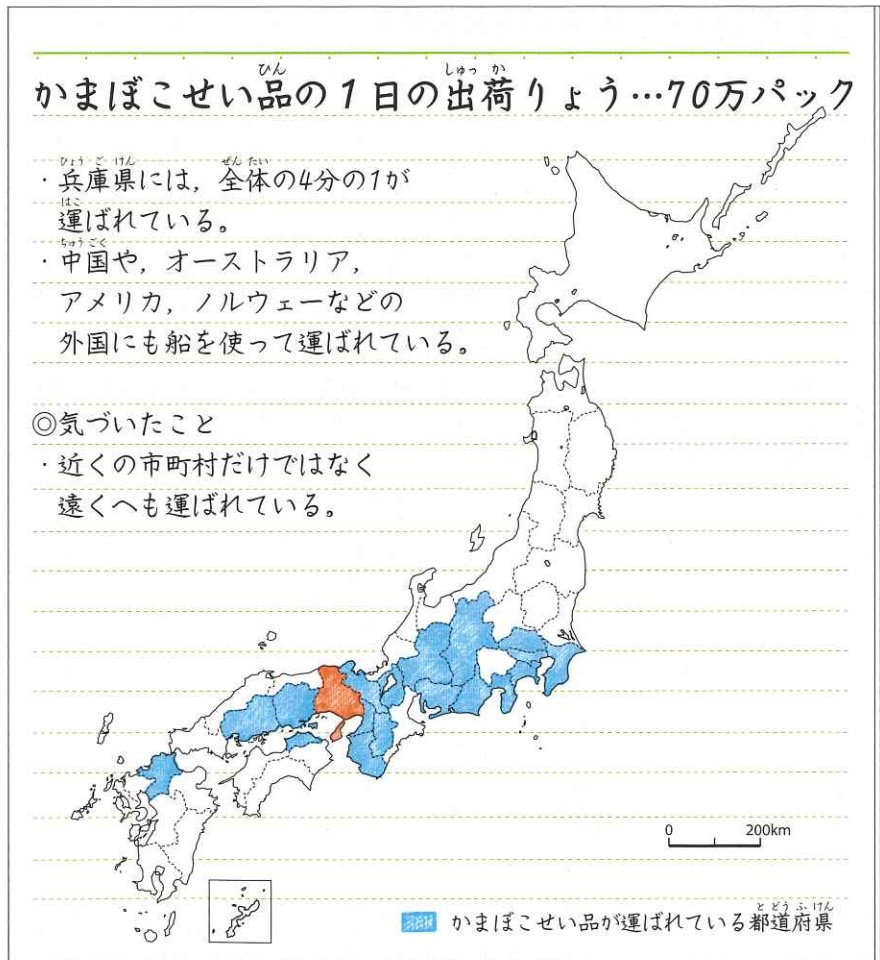 かまぼこせい品の1日の出荷りょう…70万パック
・兵庫県には，全体の4分の1が
運ばれている。
・中国や，オーストラリア，
アメリカ，ノルウェーなどの
外国にも船を使って運ばれている。
◎気づいたこと
・近くの市町村だけではなく
遠くへも運ばれている。
0 200km
かまぼこせい品が運ばれている都道府県